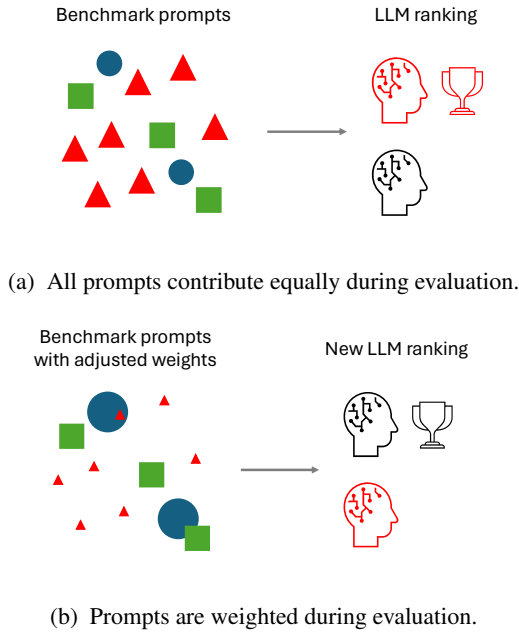 Benchmark prompts
LLM ranking
(a) All prompts contribute equally during evaluation.
Benchmark prompts
with adjusted weights
New LLM ranking
(b) Prompts are weighted during evaluation.